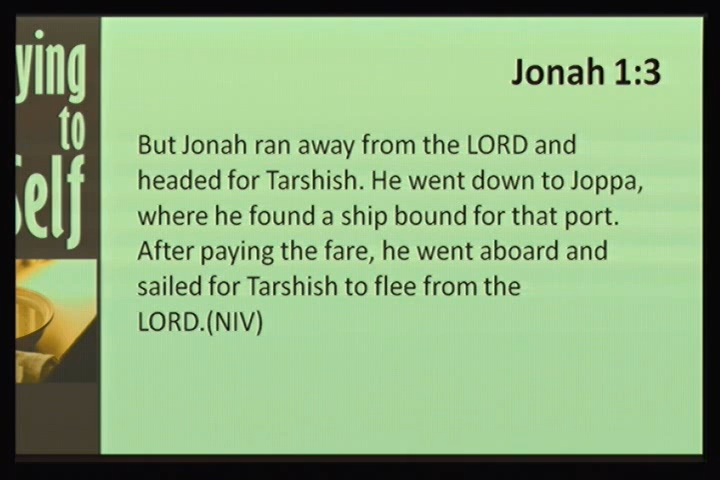 ying
to
Self
Jonah 1:3
But Jonah ran away from the LORD and
headed for Tarshish. He went down to Joppa,
where he found a ship bound for that port.
After paying the fare, he went aboard and
sailed for Tarshish to flee from the
LORD.(NIV)